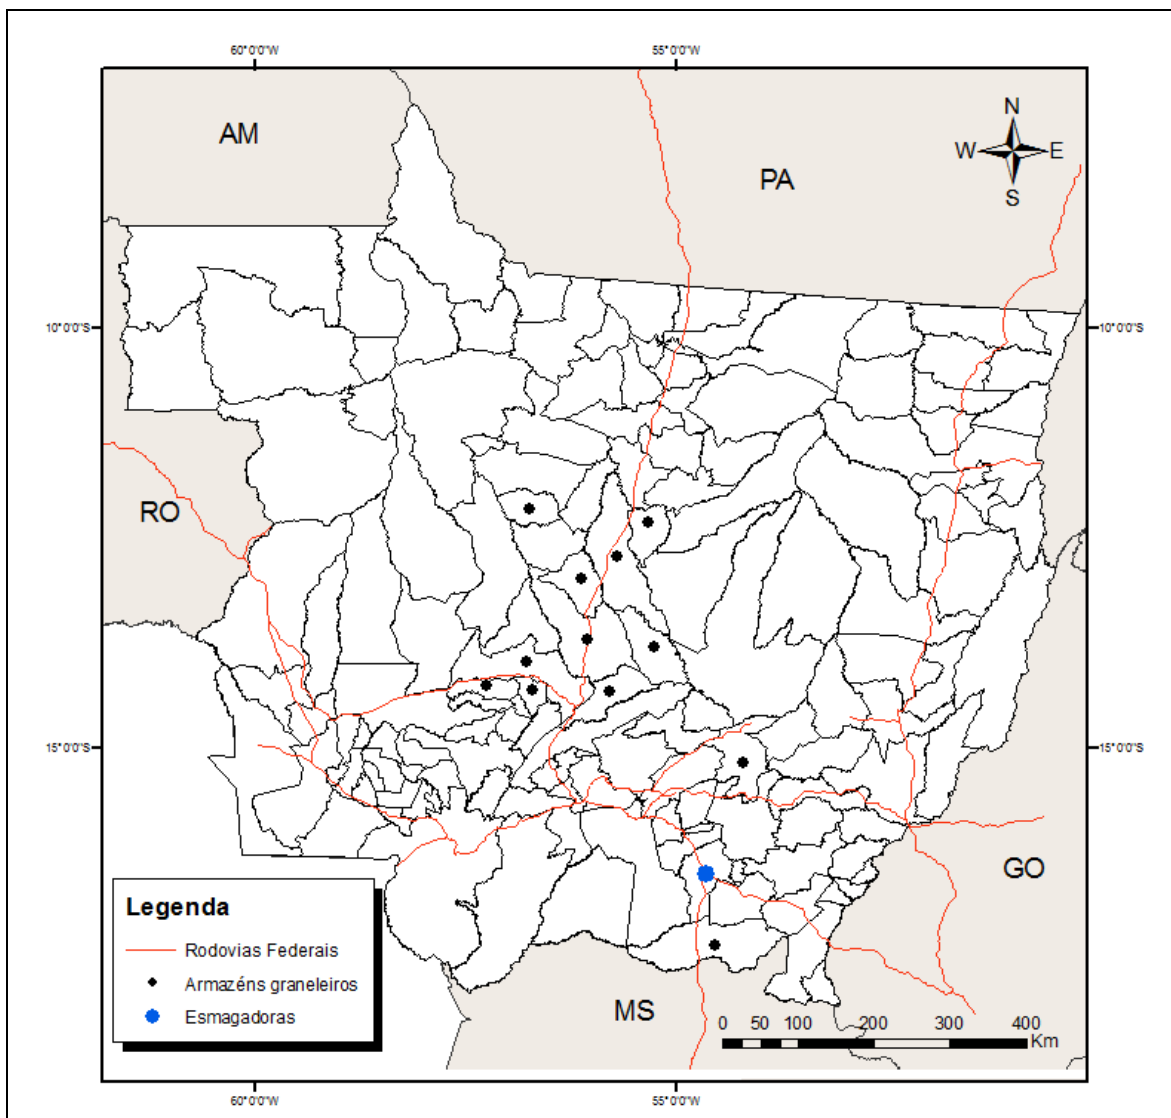 60°0'0"W 55°0'0"W
AM
PA
N
W E
S
10°0'0"S 10°0'0"S
RO
15°0'0"S 15°0'0"S
GO
Legenda
Rodovias Federais
Armazéns graneleiros
Esmagadoras
MS
0 50 100 200 300 400
Km
60°0'0"W 55°0'0"W